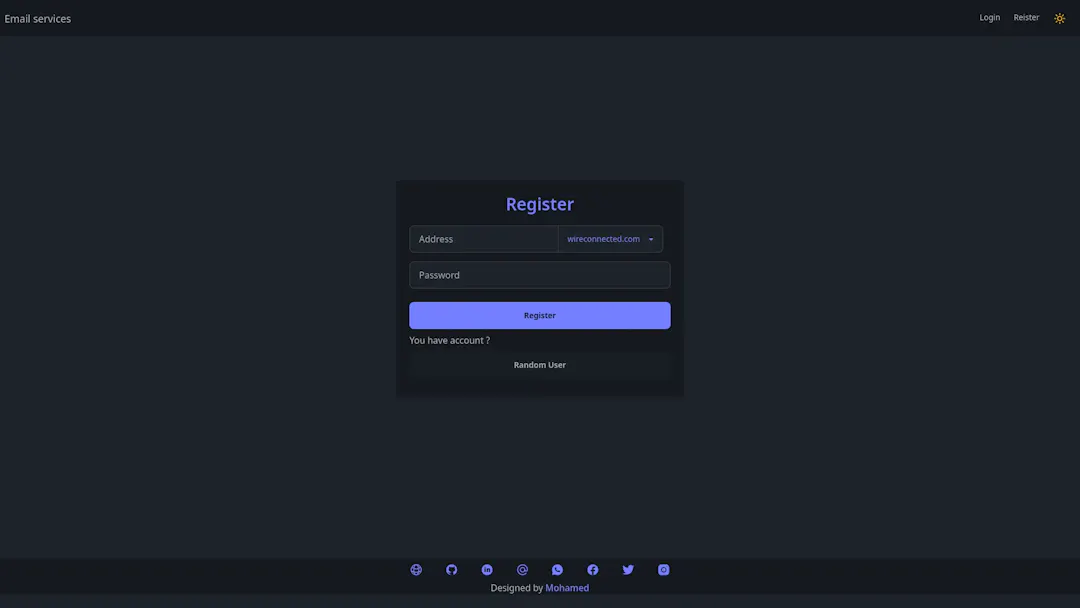 Email services
Login Reister
Register
Address wireconnected.com
Password
Register
You have account ?
Random User
Designed by Mohamed